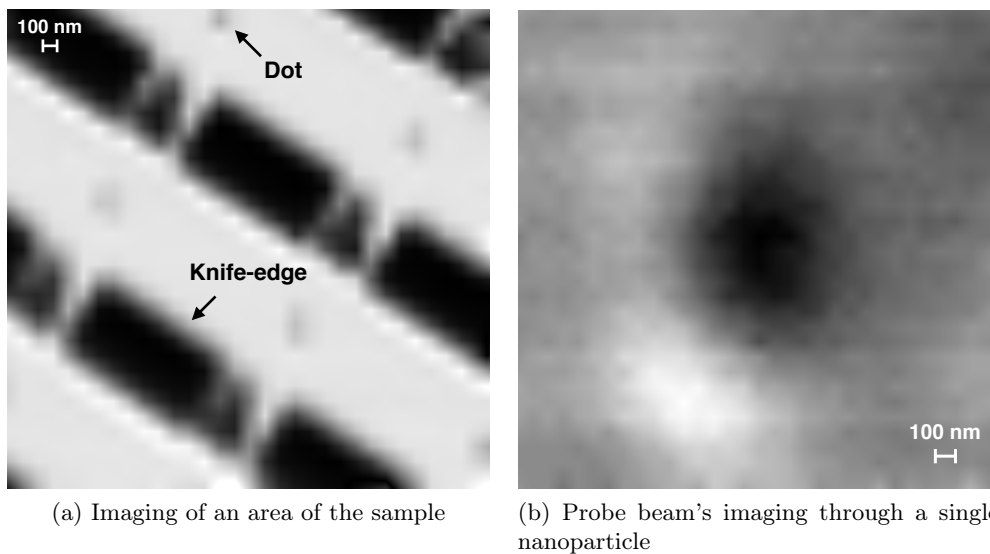 100 nm
Dot
Knife-edge
100 nm
(a) Imaging of an area of the sample
(b) Probe beam's imaging through a single
nanoparticle